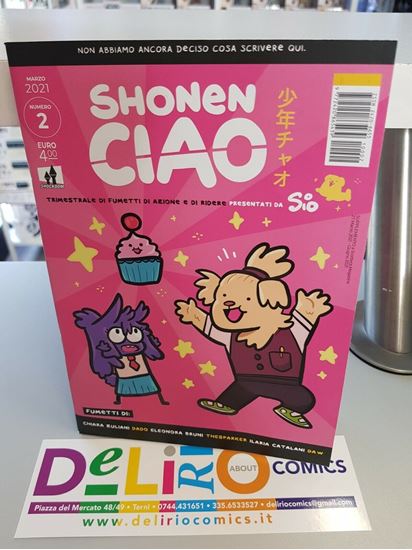 NON ABBIAMO ANCORA DECISO COSA SCRIVERE QUI.
MARZO
2021
NUMERO
2
EURO
4,00
SHOCKDOM
SHONEN
CIAO
少年チャオ
TRIMESTRALE DI FUMETTI DI AZIONE E DI RIDERE PRESENTATI DA Sio
FUMETTI DI:
CHIARA KULIANI DADO ELEONORA BRUNI THESPARKER ILARIA CATALANI DAW
DeLiRiO ABOUT COMICS
Piazza del Mercato 48/49 • Terni • 0744.431651 • 335.6533527 • deliriocomics@gmail.com
www.deliriocomics.it